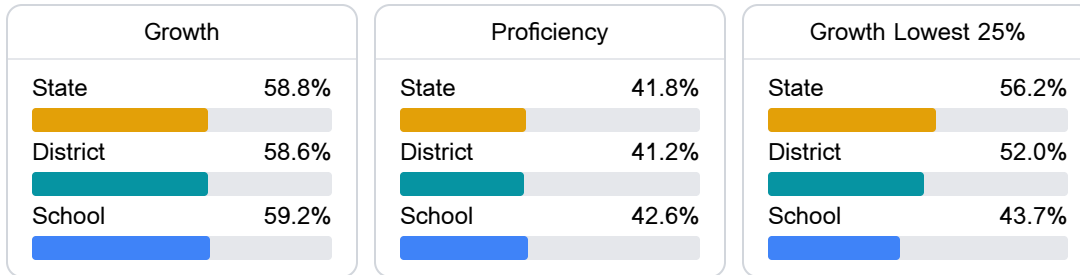 Growth
State 58.8%
District 58.6%
School 59.2%
Proficiency
State 41.8%
District 41.2%
School 42.6%
Growth Lowest 25%
State 56.2%
District 52.0%
School 43.7%